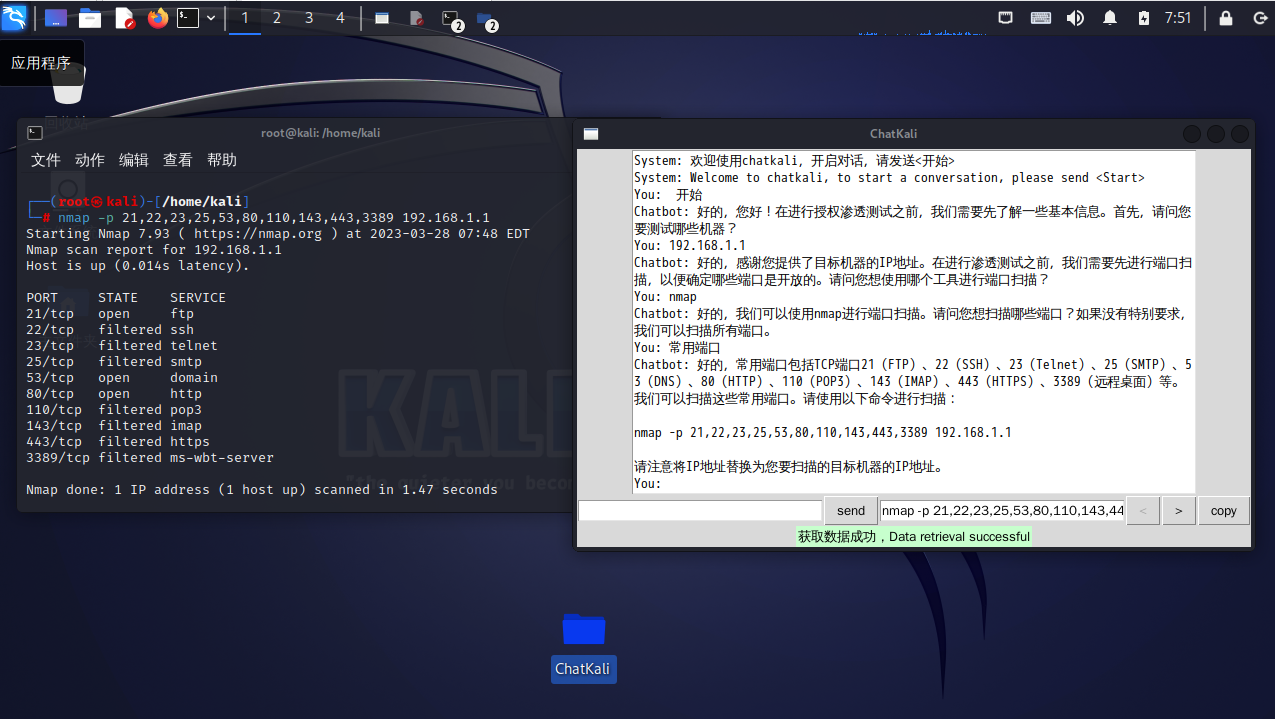 1 2 3 4
2
2
7:51
应用程序
回收站
root@kali: /home/kali
文件 动作 编辑 查看 帮助
┌──(root㉿kali)-[/home/kali]
└─# nmap -p 21,22,23,25,53,80,110,143,443,3389 192.168.1.1
Starting Nmap 7.93 ( https://nmap.org ) at 2023-03-28 07:48 EDT
Nmap scan report for 192.168.1.1
Host is up (0.014s latency).
PORT STATE SERVICE
21/tcp open ftp
22/tcp filtered ssh
23/tcp filtered telnet
25/tcp filtered smtp
53/tcp open domain
80/tcp open http
110/tcp filtered pop3
143/tcp filtered imap
443/tcp filtered https
3389/tcp filtered ms-wbt-server
Nmap done: 1 IP address (1 host up) scanned in 1.47 seconds
KALI
"the quieter you becom
ChatKali
System: 欢迎使用chatkali，开启对话，请发送<开始>
System: Welcome to chatkali, to start a conversation, please send <Start>
You: 开始
Chatbot: 好的，您好！在进行授权渗透测试之前，我们需要先了解一些基本信息。首先，请问您
要测试哪些机器？
You: 192.168.1.1
Chatbot: 好的，感谢您提供了目标机器的IP地址。在进行渗透测试之前，我们需要先进行端口扫
描，以便确定哪些端口是开放的。请问您想使用哪个工具进行端口扫描？
You: nmap
Chatbot: 好的，我们可以使用nmap进行端口扫描。请问您想扫描哪些端口？如果没有特别要求，
我们可以扫描所有端口。
You: 常用端口
Chatbot: 好的，常用端口包括TCP端口21（FTP）、22（SSH）、23（Telnet）、25（SMTP）、5
3（DNS）、80（HTTP）、110（POP3）、143（IMAP）、443（HTTPS）、3389（远程桌面）等。
我们可以扫描这些常用端口。请使用以下命令进行扫描：
nmap -p 21,22,23,25,53,80,110,143,443,3389 192.168.1.1
请注意将IP地址替换为您要扫描的目标机器的IP地址。
You:
send nmap -p 21,22,23,25,53,80,110,143,44 < > copy
获取数据成功，Data retrieval successful
ChatKali